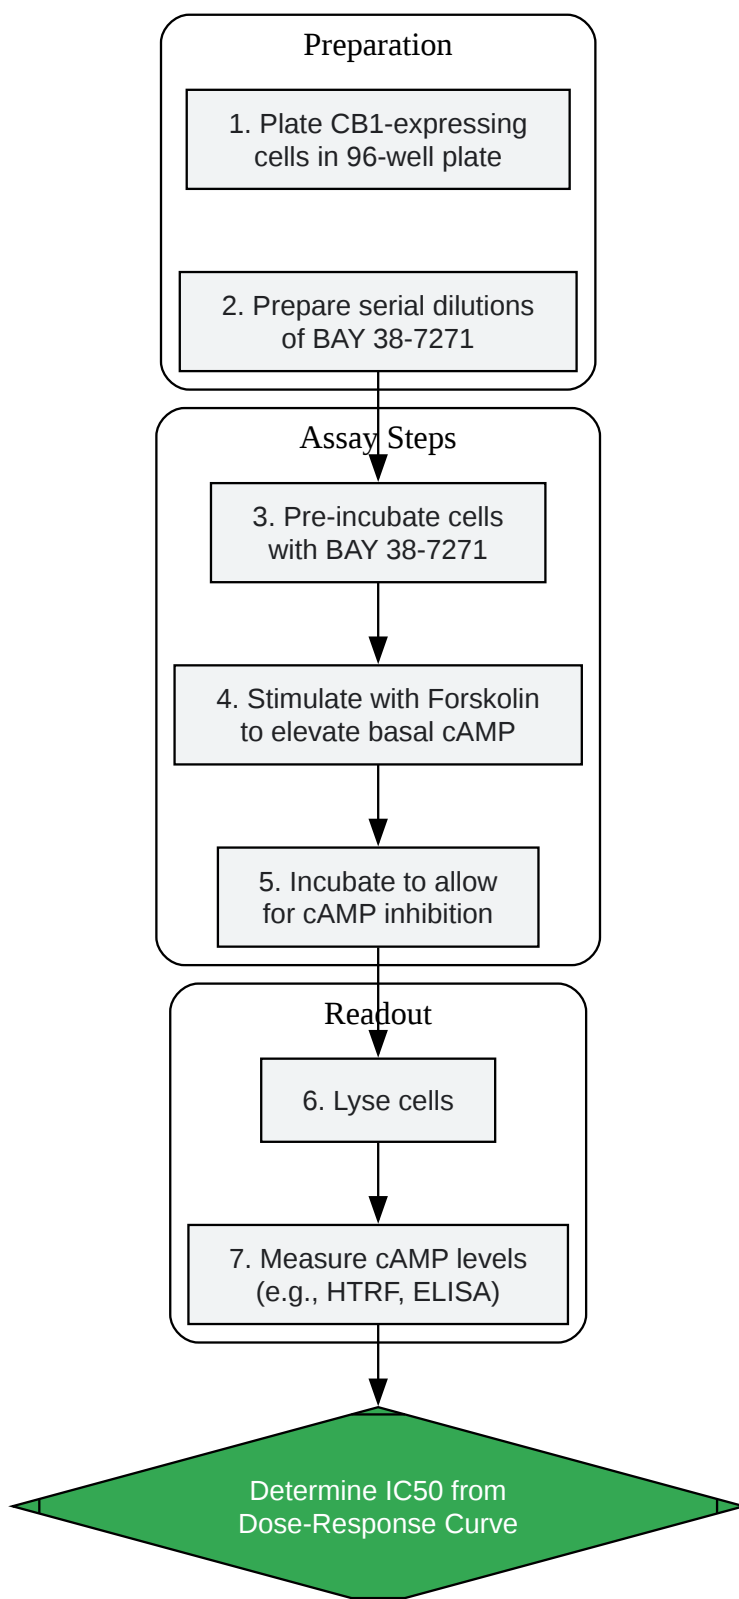 Preparation
1. Plate CB1-expressing
cells in 96-well plate
2. Prepare serial dilutions
of BAY 38-7271
Assay Steps
3. Pre-incubate cells
with BAY 38-7271
4. Stimulate with Forskolin
to elevate basal cAMP
5. Incubate to allow
for cAMP inhibition
Readout
6. Lyse cells
7. Measure cAMP levels
(e.g., HTRF, ELISA)
Determine IC50 from
Dose-Response Curve